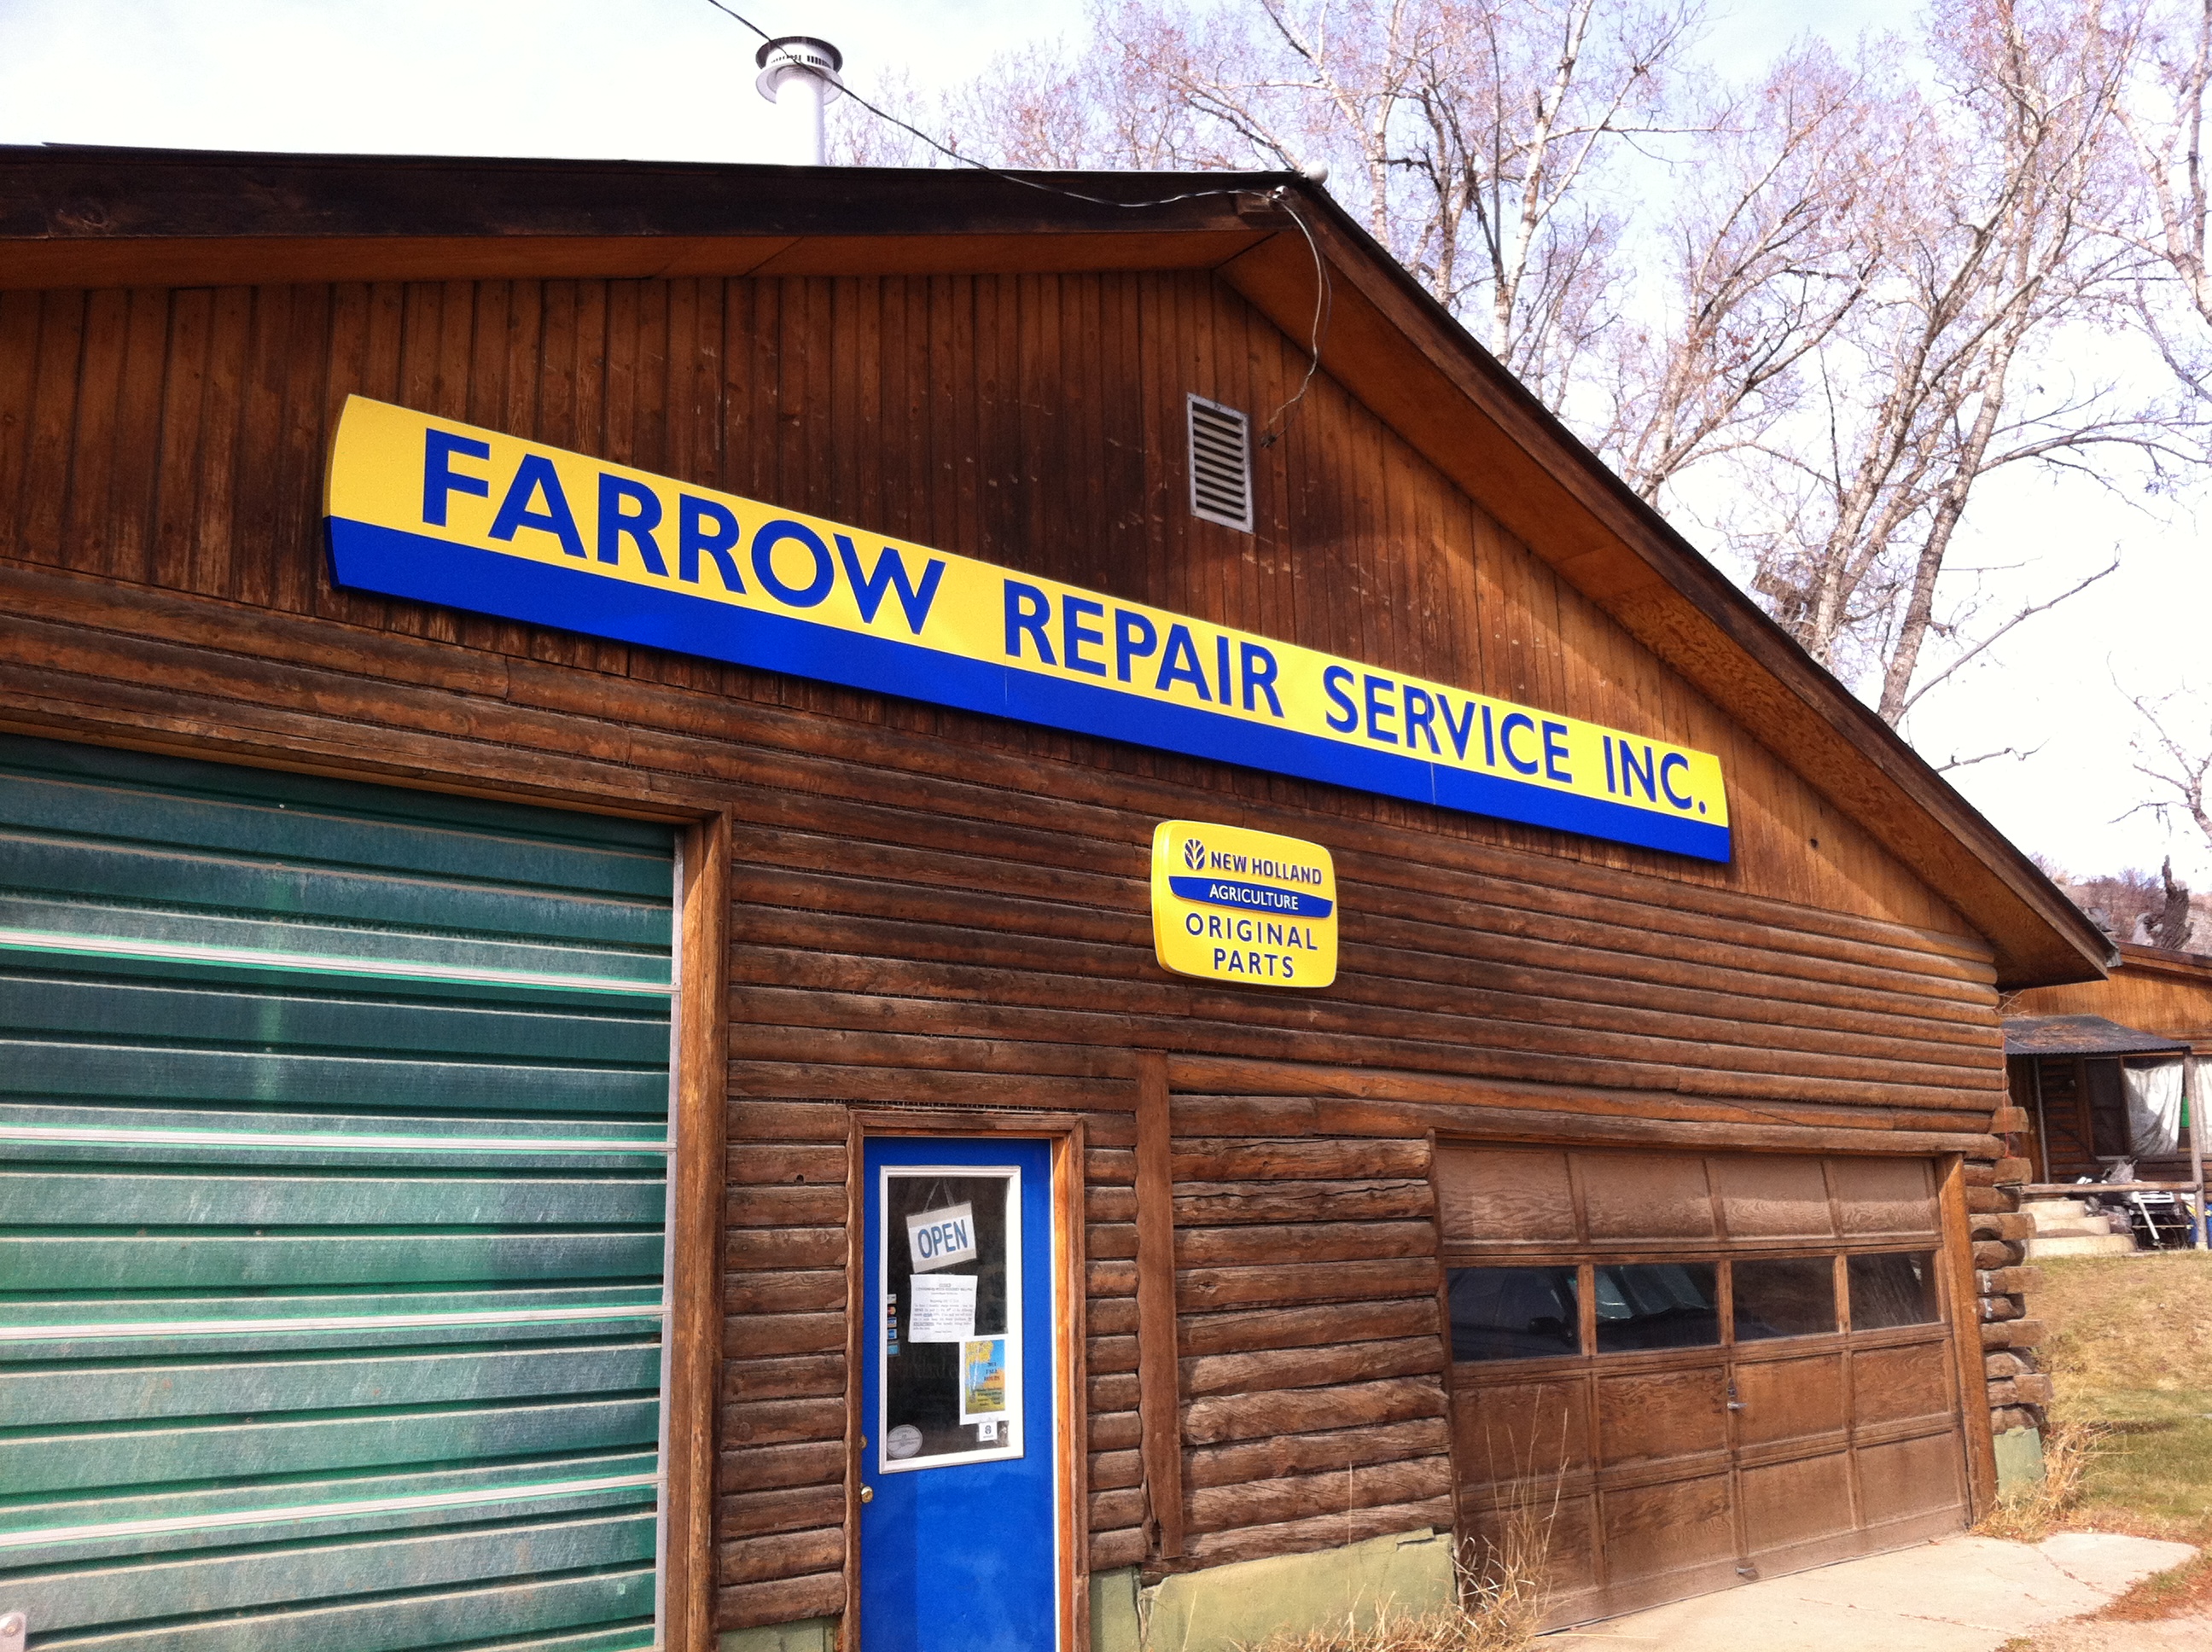 FARROW REPAIR SERVICE INC.
NEW HOLLAND
AGRICULTURE
ORIGINAL
PARTS
OPEN